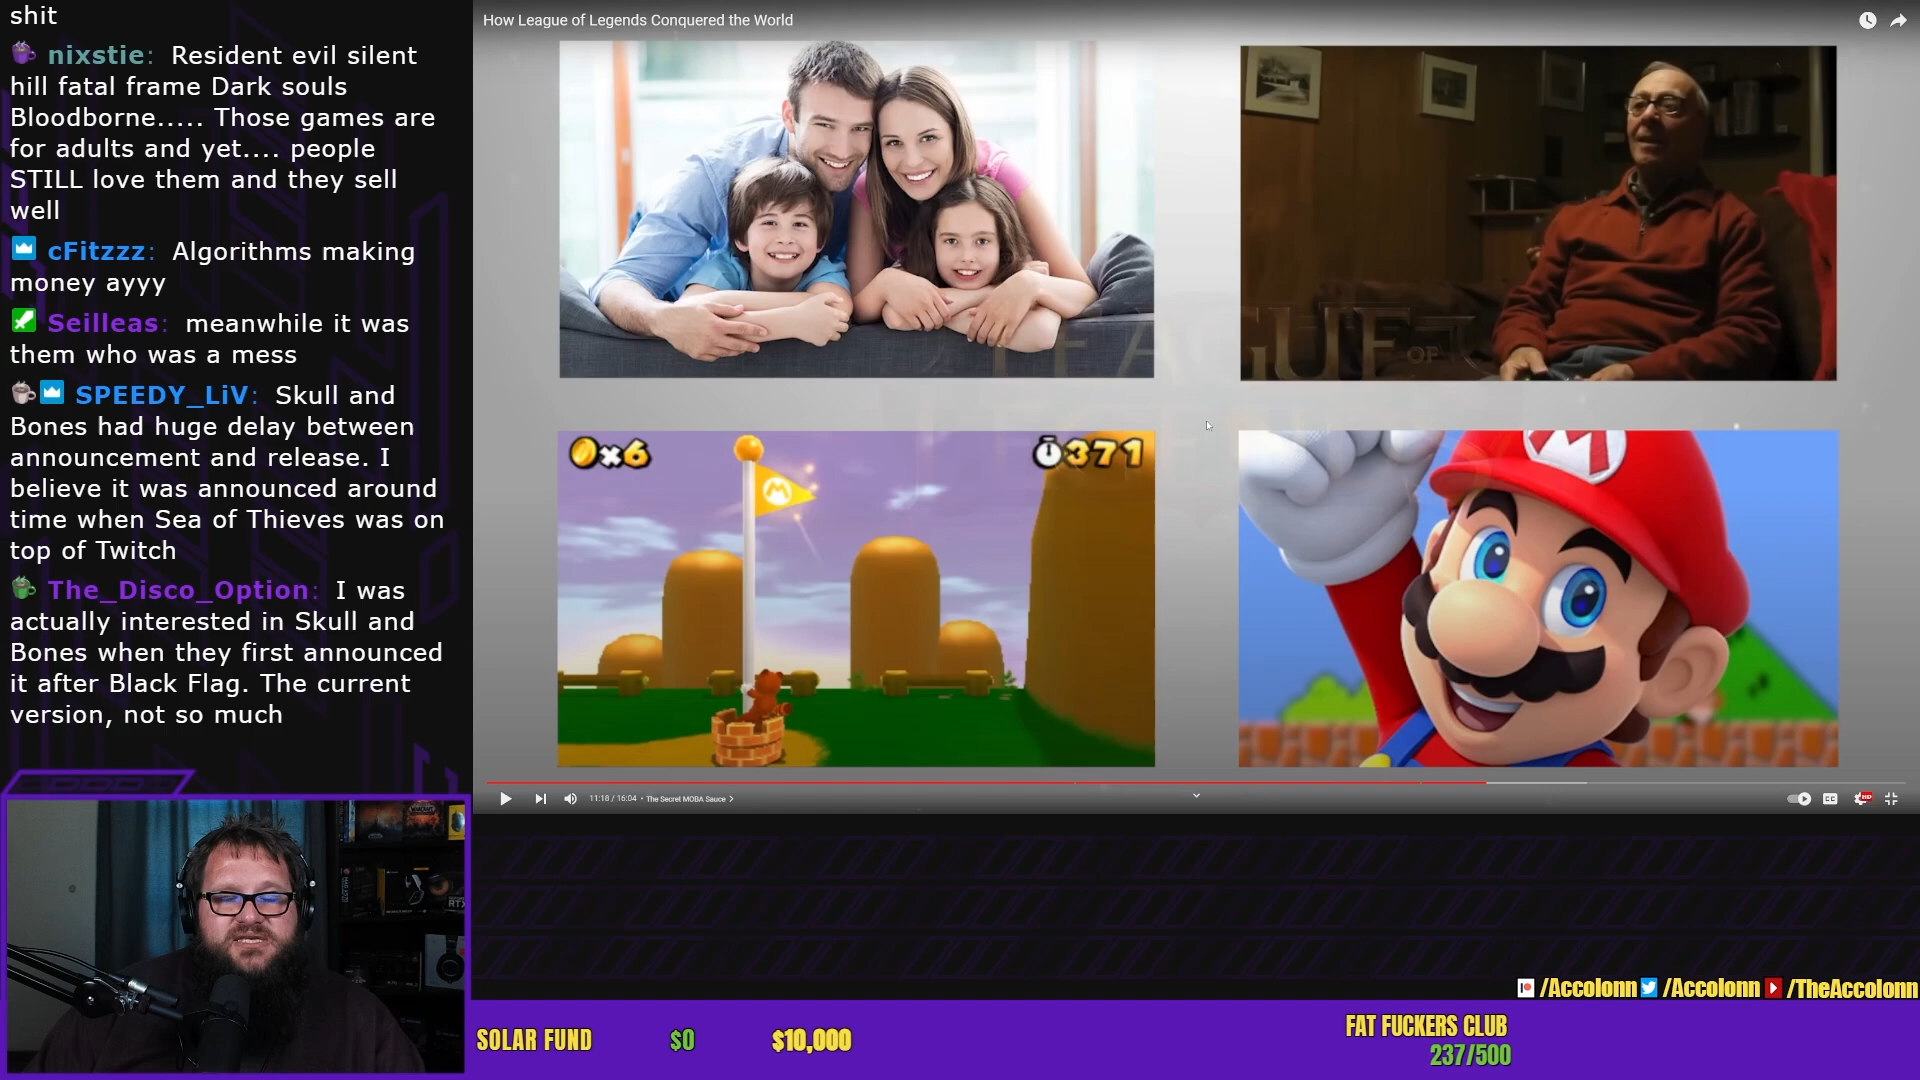 shit
nixstie: Resident evil silent
hill fatal frame Dark souls
Bloodborne..... Those games are
for adults and yet.... people
STILL love them and they sell
well
cFitzzz: Algorithms making
money ayyy
Seilleas: meanwhile it was
them who was a mess
SPEEDY_LiV: Skull and
Bones had huge delay between
announcement and release. I
believe it was announced around
time when Sea of Thieves was on
top of Twitch
The_Disco_Option: I was
actually interested in Skull and
Bones when they first announced
it after Black Flag. The current
version, not so much
How League of Legends Conquered the World
LEAGUE OF
x6
371
M
M
11:18 / 16:04 • The Secret MOBA Sauce
CC
HD
RTX
/Accolonn /Accolonn /TheAccolonn
SOLAR FUND $0 $10,000
FAT FUCKERS CLUB
237/500